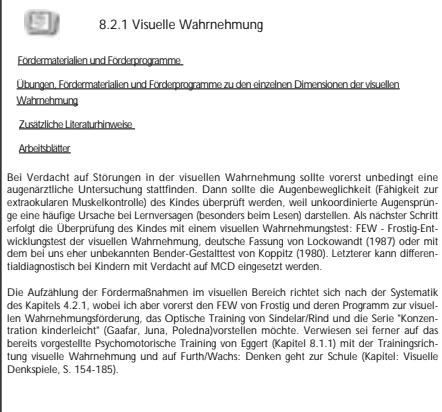 8.2.1 Visuelle Wahrnehmung
Fördermaterialien und Förderprogramme
Übungen, Fördermaterialien und Förderprogramme zu den einzelnen Dimensionen der visuellen
Wahrnehmung
Zusätzliche Literaturhinweise
Arbeitsblätter
Bei Verdacht auf Störungen in der visuellen Wahrnehmung sollte vorerst unbedingt eine
augenärztliche Untersuchung stattfinden. Dann sollte die Augenbeweglichkeit (Fähigkeit zur
extraokularen Muskelkontrolle) des Kindes überprüft werden, weil unkoordinierte Augensprün-
ge eine häufige Ursache bei Lernversagen (besonders beim Lesen) darstellen. Als nächster Schritt
erfolgt die Überprüfung des Kindes mit einem visuellen Wahrnehmungstest: FEW - Frostig-Ent-
wicklungstest der visuellen Wahrnehmung, deutsche Fassung von Lockowandt (1987) oder mit
dem bei uns eher unbekannten Bender-Gestalttest von Koppitz (1980). Letzterer kann differen-
tialdiagnostisch bei Kindern mit Verdacht auf MCD eingesetzt werden.
Die Aufzählung der Fördermaßnahmen im visuellen Bereich richtet sich nach der Systematik
des Kapitels 4.2.1, wobei ich aber vorerst den FEW von Frostig und deren Programm zur visuel-
len Wahrnehmungsförderung, das Optische Training von Sindelar/Rind und die Serie "Konzen-
tration kinderleicht" (Gaafar, Juna, Poledna)vorstellen möchte. Verwiesen sei ferner auf das
bereits vorgestellte Psychomotorische Training von Eggert (Kapitel 8.1.1) mit der Trainingsrich-
tung visuelle Wahrnehmung und auf Furth/Wachs: Denken geht zur Schule (Kapitel: Visuelle
Denkspiele, S. 154-185).